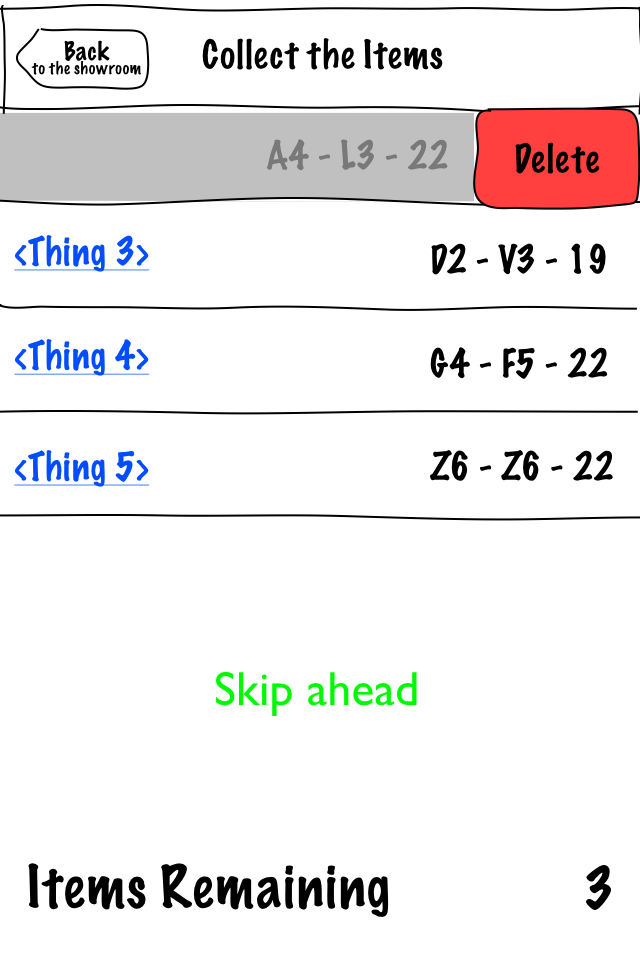 Back
to the showroom
Collect the Items
A4 - L3 - 22
Delete
<Thing 3>
D2 - V3 - 19
<Thing 4>
G4 - F5 - 22
<Thing 5>
Z6 - Z6 - 22
Skip ahead
Items Remaining
3